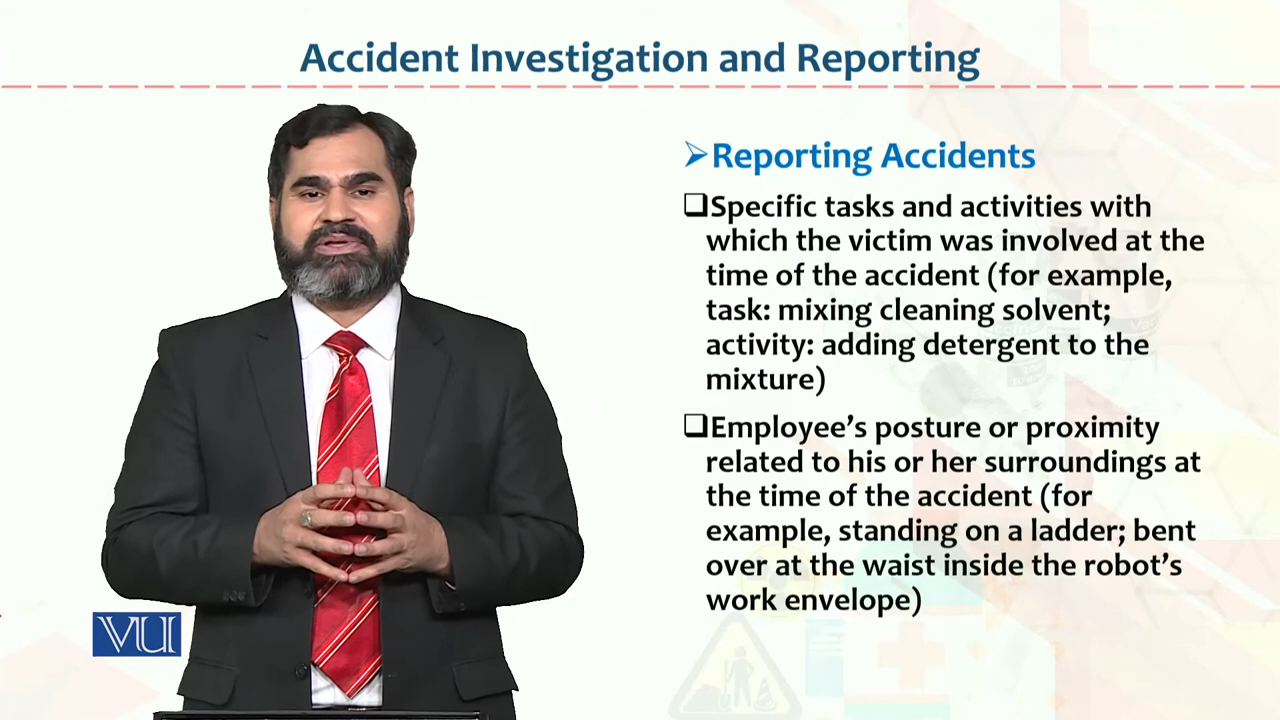 Accident Investigation and Reporting
➢Reporting Accidents
❑Specific tasks and activities with
which the victim was involved at the
time of the accident (for example,
task: mixing cleaning solvent;
activity: adding detergent to the
mixture)
❑Employee’s posture or proximity
related to his or her surroundings at
the time of the accident (for
example, standing on a ladder; bent
over at the waist inside the robot’s
work envelope)
VU